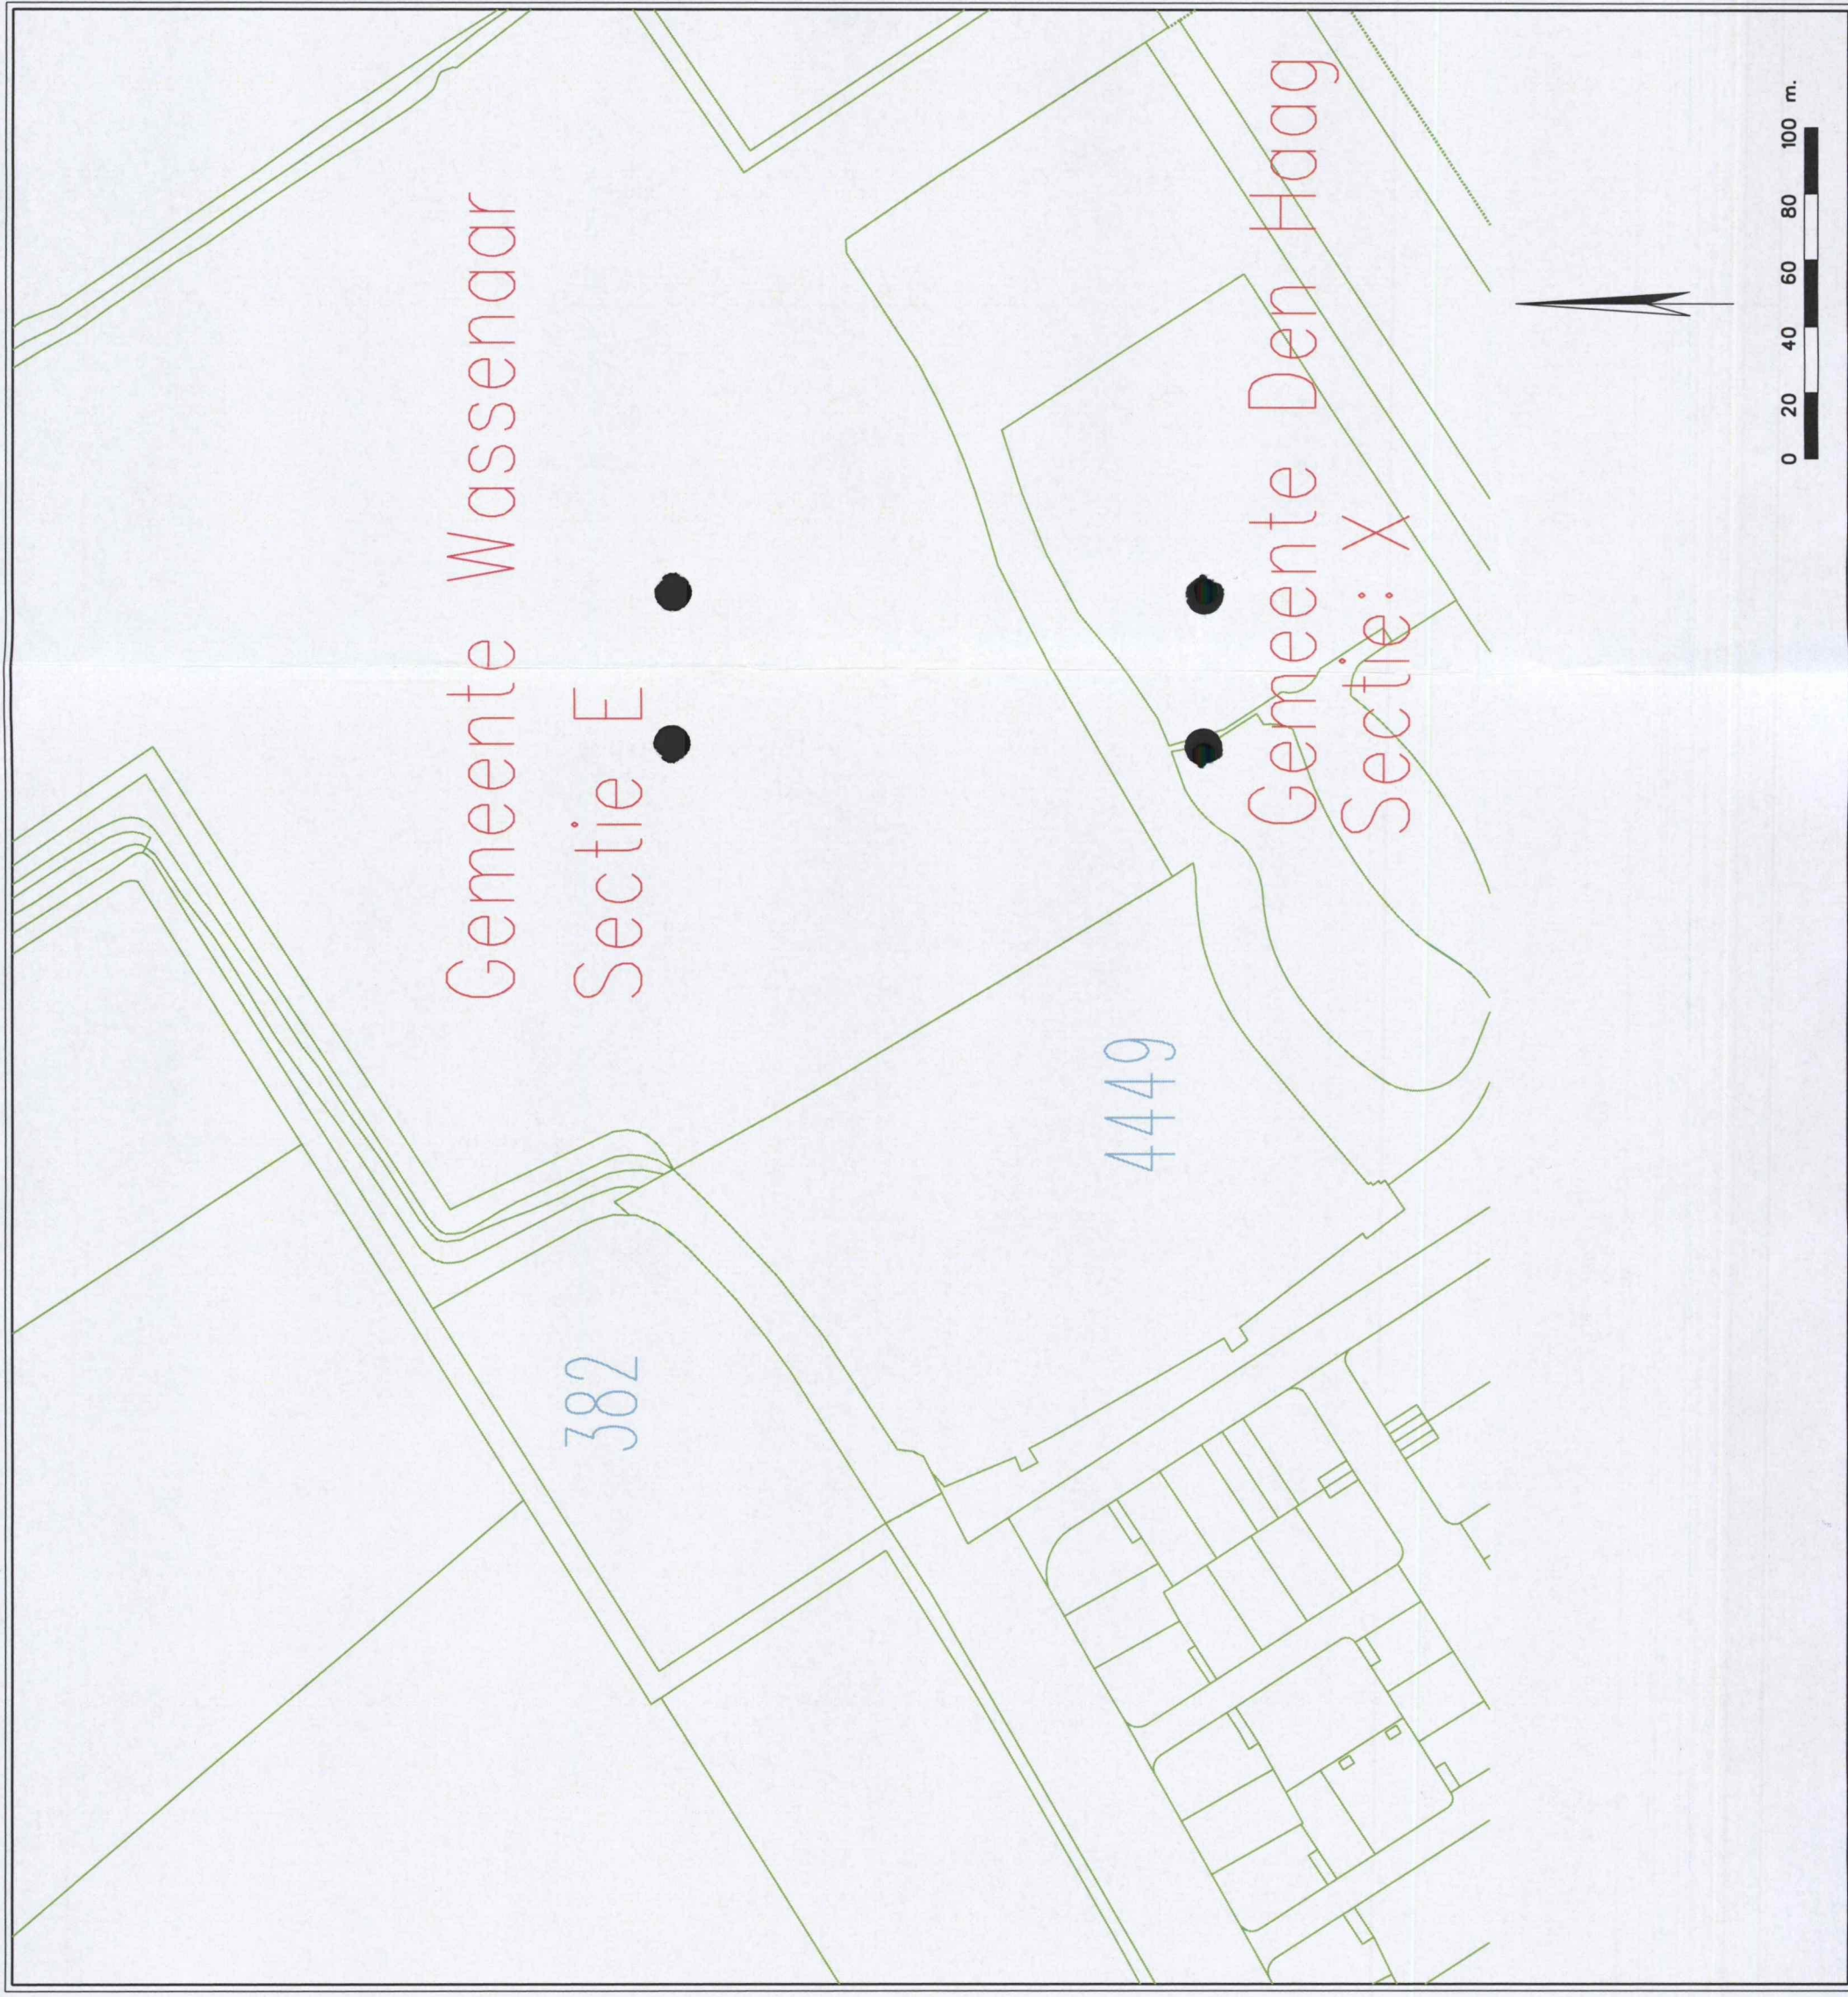 Gemeente Wassenaar
Sectie E
382
4449
Gemeente Den Haag
Sectie: X
0 20 40 60 80 100 m.